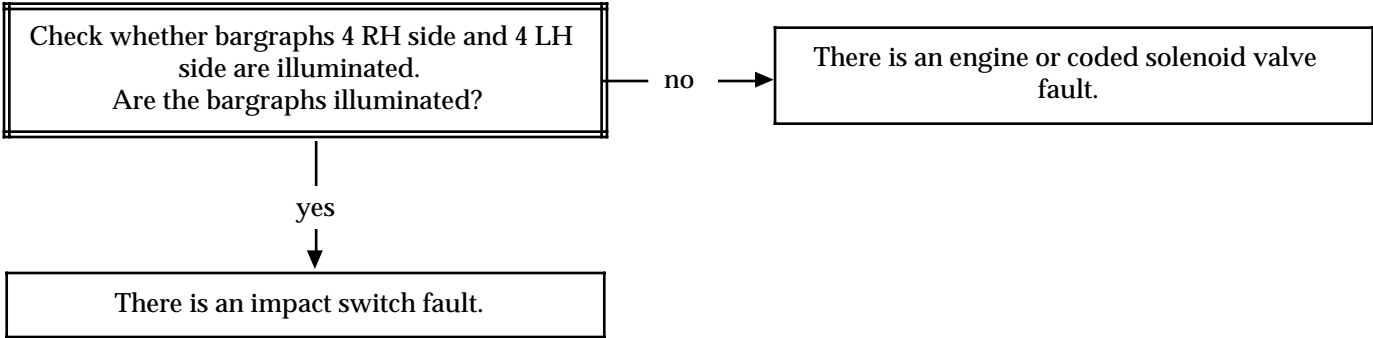 Check whether bargraphs 4 RH side and 4 LH
side are illuminated.
Are the bargraphs illuminated?
no
There is an engine or coded solenoid valve
fault.
yes
There is an impact switch fault.